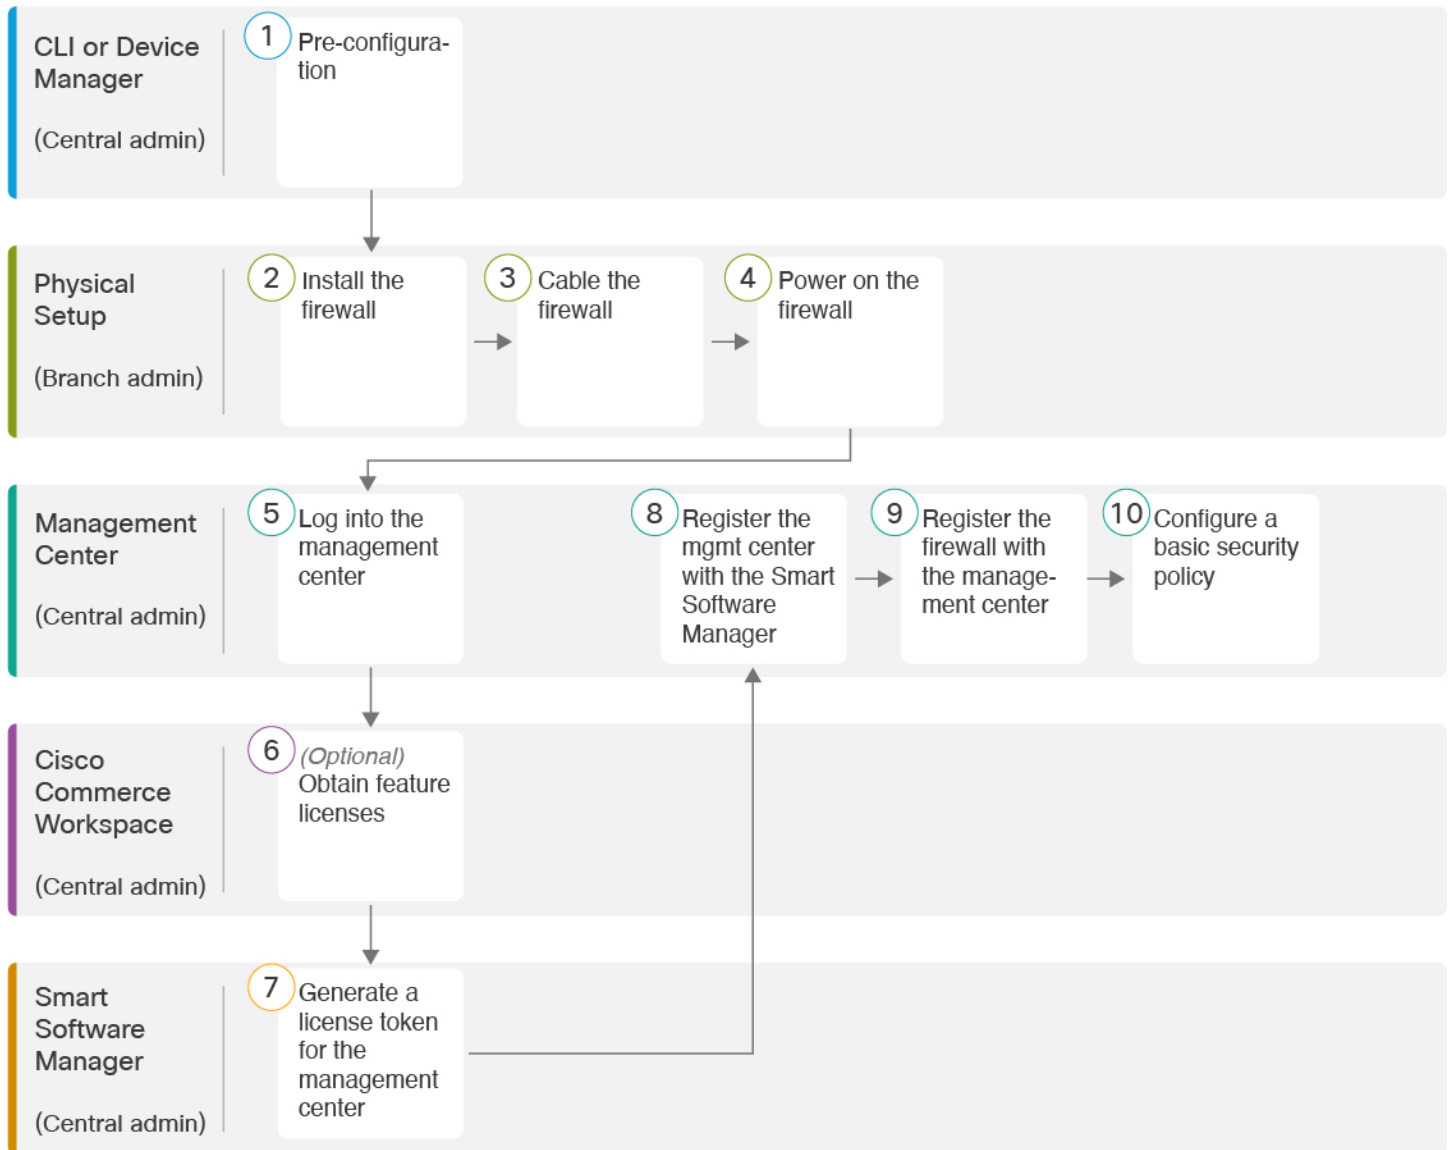 CLI or Device
Manager
(Central admin)
1
Pre-configura-
tion
Physical
Setup
(Branch admin)
2
Install the
firewall
3
Cable the
firewall
4
Power on the
firewall
Management
Center
(Central admin)
5
Log into the
management
center
8
Register the
mgmt center
with the Smart
Software
Manager
9
Register the
firewall with
the manage-
ment center
10
Configure a
basic security
policy
Cisco
Commerce
Workspace
(Central admin)
6
(Optional)
Obtain feature
licenses
Smart
Software
Manager
(Central admin)
7
Generate a
license token
for the
management
center